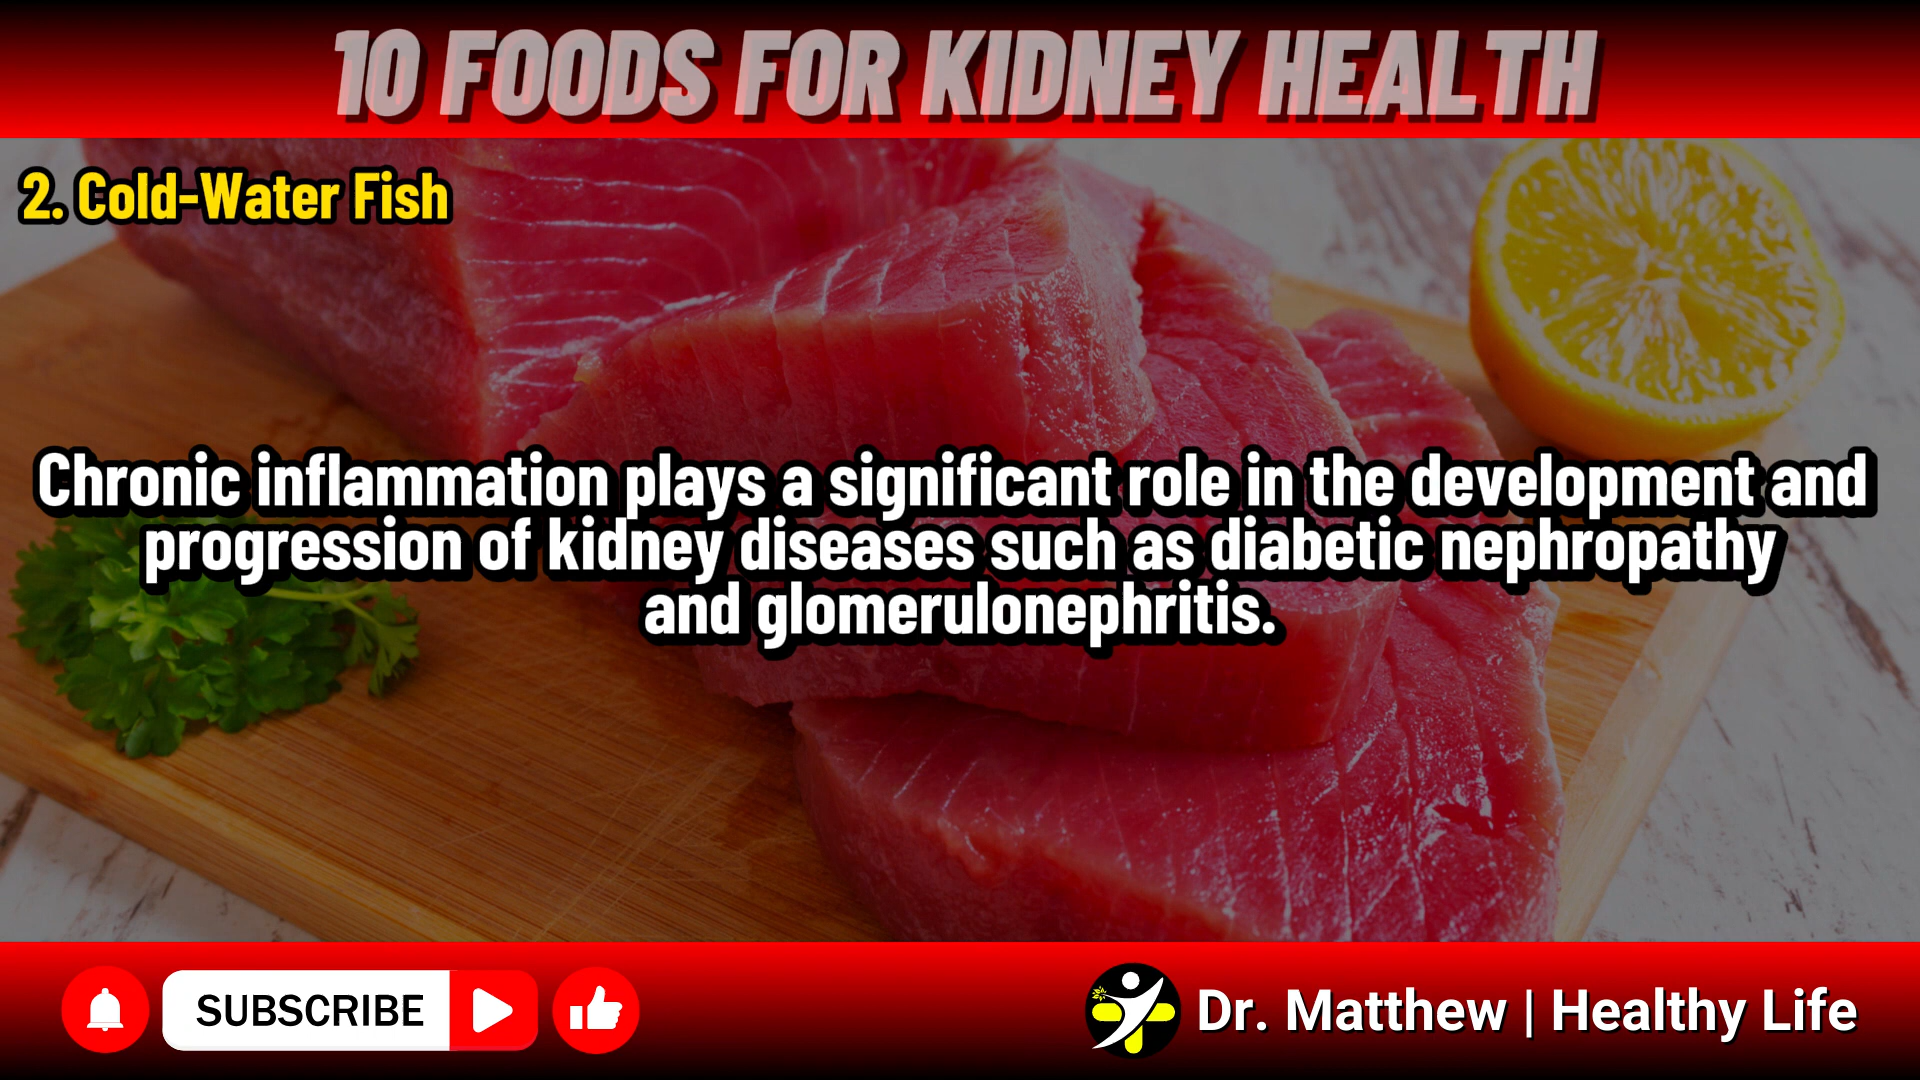 10 FOODS FOR KIDNEY HEALTH
2. Cold-Water Fish
Chronic inflammation plays a significant role in the development and
progression of kidney diseases such as diabetic nephropathy
and glomerulonephritis.
SUBSCRIBE
Dr. Matthew | Healthy Life